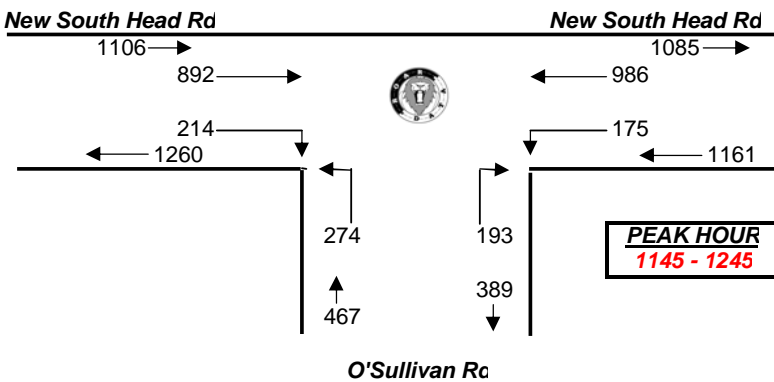 New South Head Rd New South Head Rd
1106 1085
892 986
214 175
1260 1161
274 193
PEAK HOUR
1145 - 1245
389
467
O'Sullivan Rd